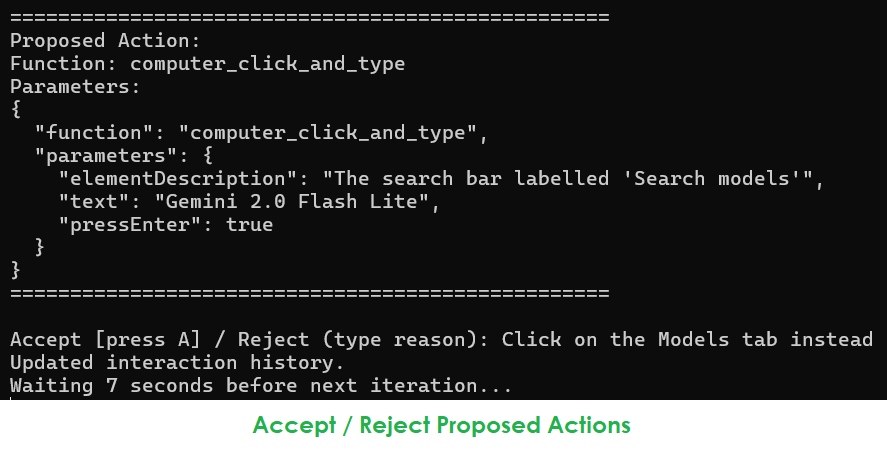 ==================================================
Proposed Action:
Function: computer_click_and_type
Parameters:
{
  "function": "computer_click_and_type",
  "parameters": {
    "elementDescription": "The search bar labelled 'Search models'",
    "text": "Gemini 2.0 Flash Lite",
    "pressEnter": true
  }
}
==================================================

Accept [press A] / Reject (type reason): Click on the Models tab instead
Updated interaction history.
Waiting 7 seconds before next iteration...
Accept / Reject Proposed Actions